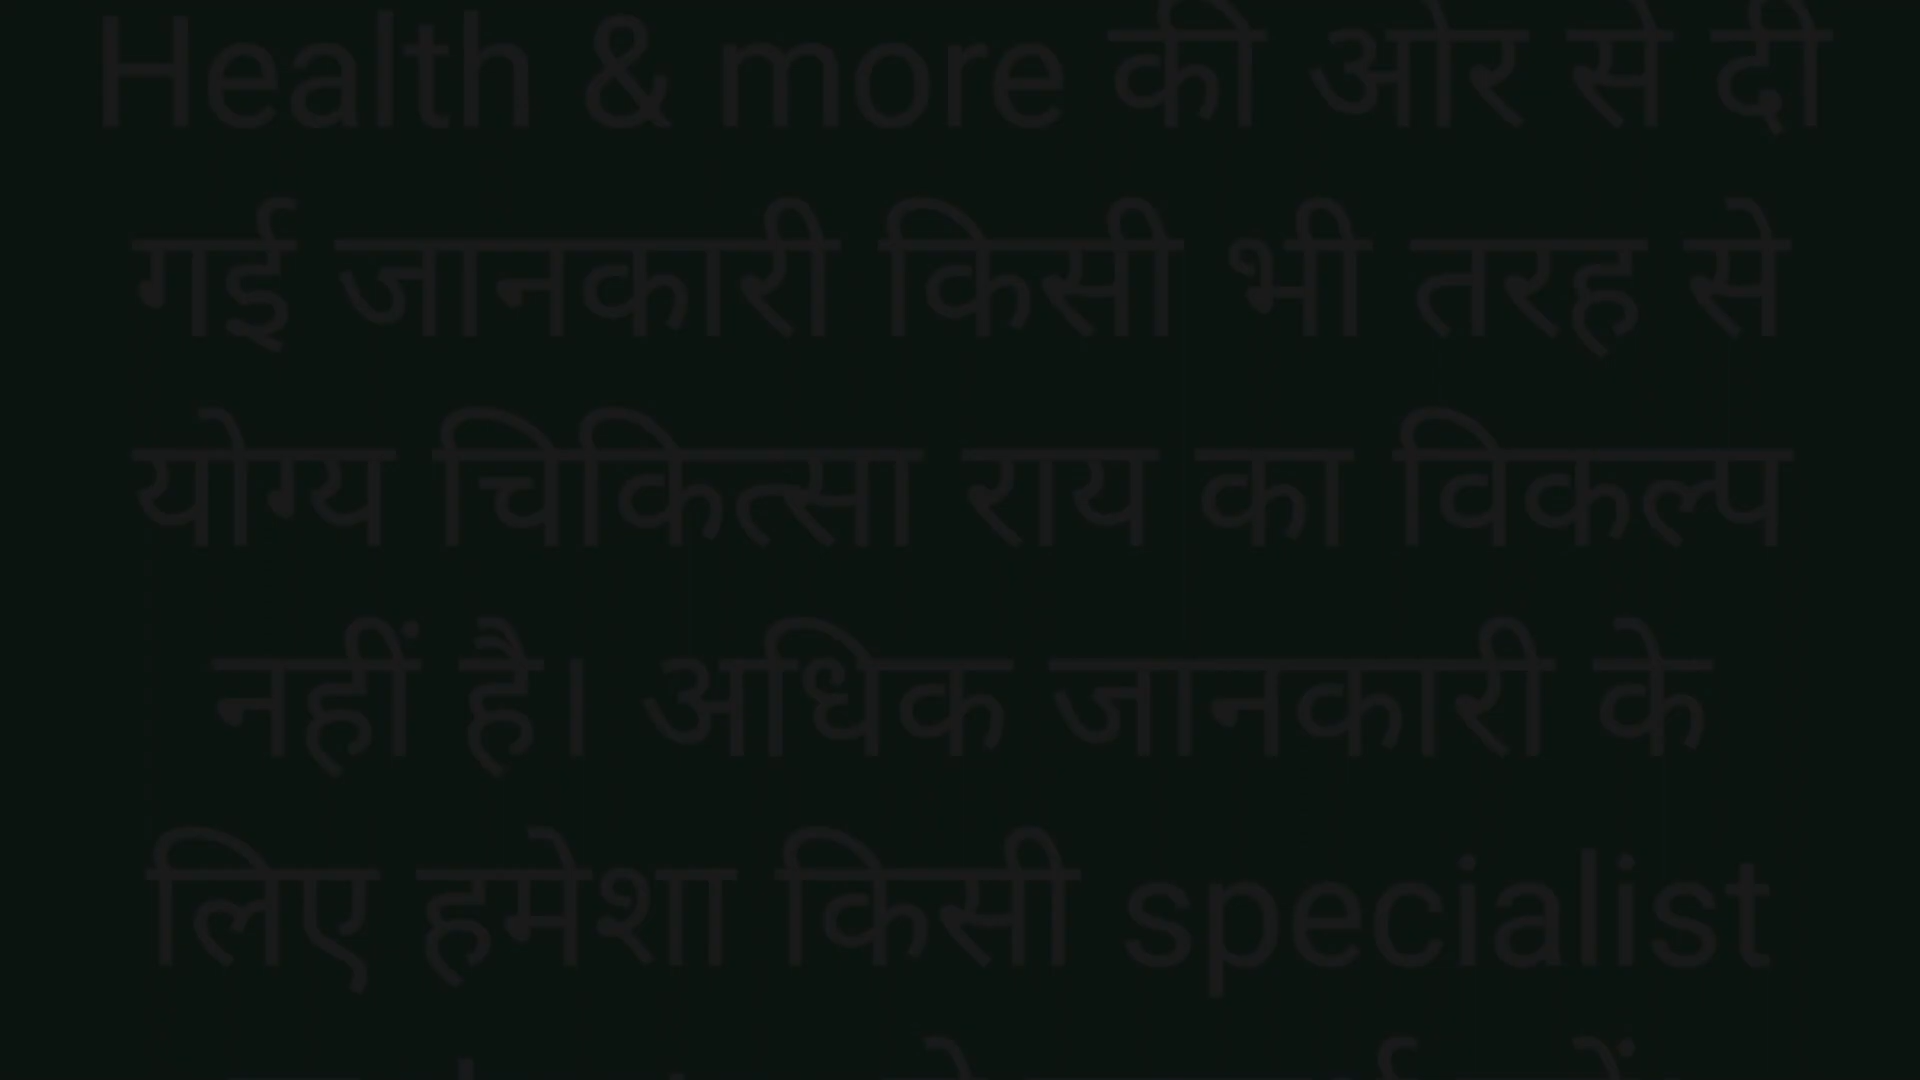 Health & more की ओर से दी
गई जानकारी किसी भी तरह से
योग्य चिकित्सा राय का विकल्प
नहीं है। अधिक जानकारी के
लिए हमेशा किसी specialist